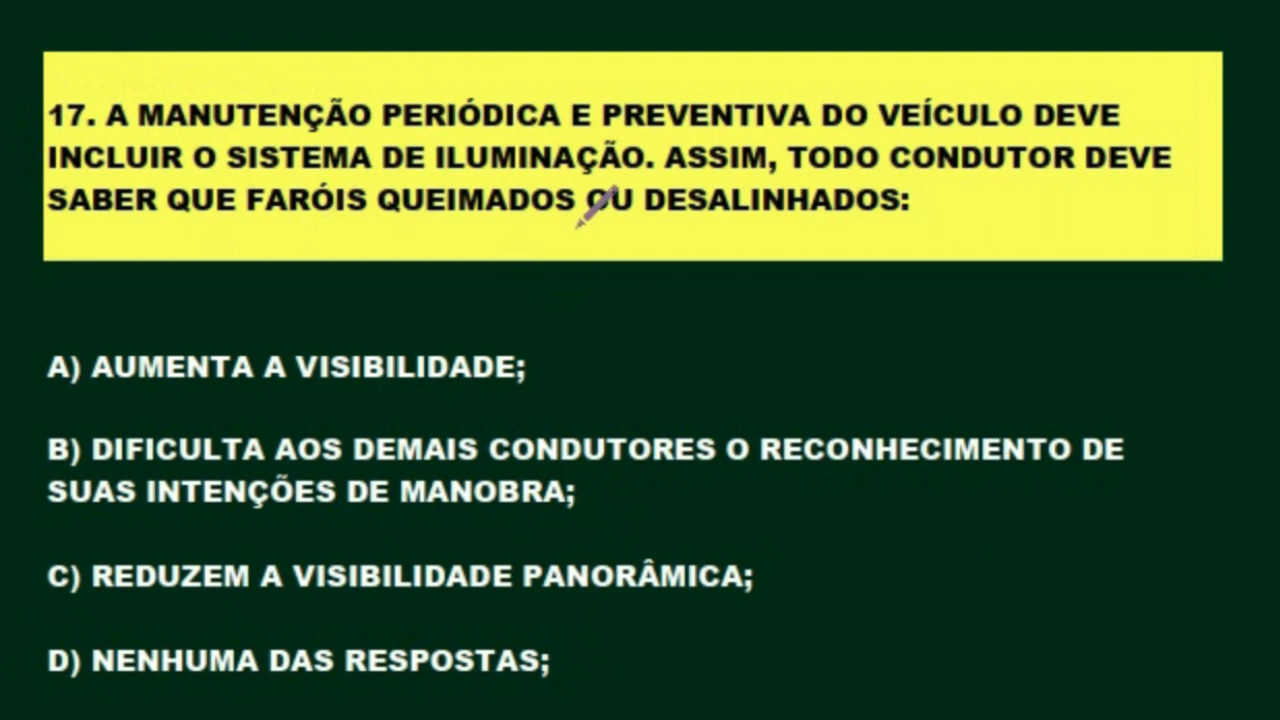 17. A MANUTENÇÃO PERIÓDICA E PREVENTIVA DO VEÍCULO DEVE
INCLUIR O SISTEMA DE ILUMINAÇÃO. ASSIM, TODO CONDUTOR DEVE
SABER QUE FARÓIS QUEIMADOS OU DESALINHADOS:
A) AUMENTA A VISIBILIDADE;
B) DIFICULTA AOS DEMAIS CONDUTORES O RECONHECIMENTO DE
SUAS INTENÇÕES DE MANOBRA;
C) REDUZEM A VISIBILIDADE PANORÂMICA;
D) NENHUMA DAS RESPOSTAS;